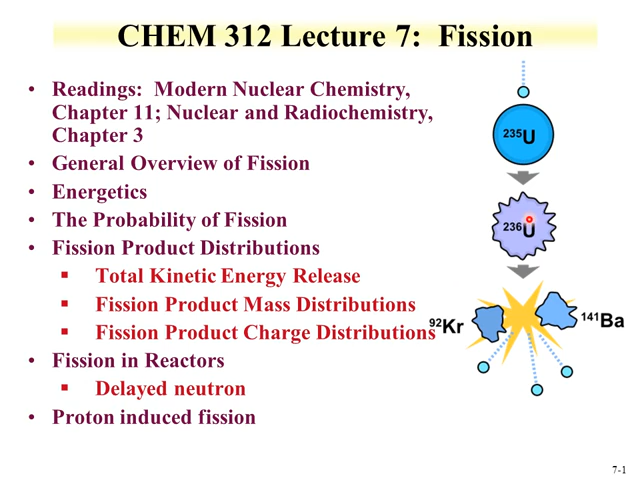 CHEM 312 Lecture 7:  Fission
• Readings:  Modern Nuclear Chemistry,
Chapter 11; Nuclear and Radiochemistry,
Chapter 3
• General Overview of Fission
• Energetics
• The Probability of Fission
• Fission Product Distributions
▪ Total Kinetic Energy Release
▪ Fission Product Mass Distributions
▪ Fission Product Charge Distributions
• Fission in Reactors
▪ Delayed neutron
• Proton induced fission
²³⁵U
²³⁶U
⁹²Kr
¹⁴¹Ba
7-1